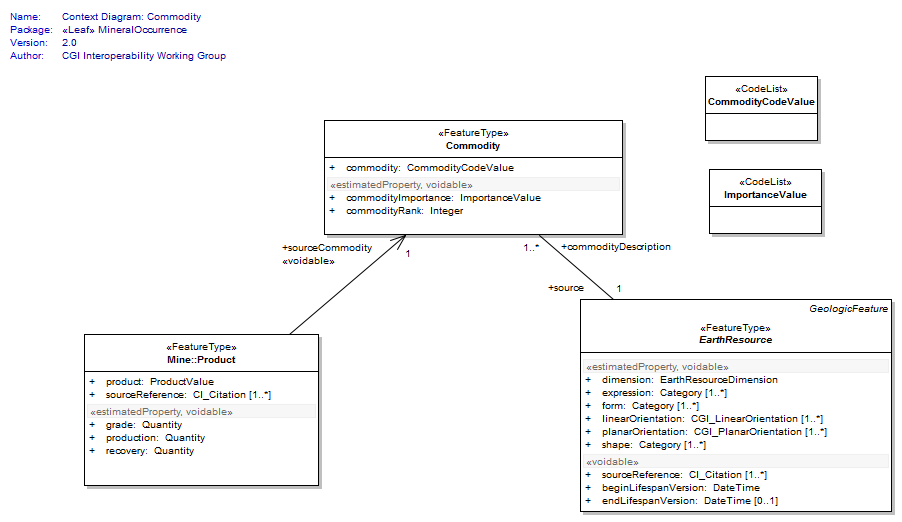 Name: Context Diagram: Commodity
Package: «Leaf» MineralOccurrence
Version: 2.0
Author: CGI Interoperability Working Group
«CodeList»
CommodityCodeValue
«FeatureType»
Commodity
+ commodity: CommodityCodeValue
«estimatedProperty, voidable»
+ commodityImportance: ImportanceValue
+ commodityRank: Integer
«CodeList»
ImportanceValue
+sourceCommodity
«voidable»
1
1..*
+commodityDescription
+source
1
GeologicFeature
«FeatureType»
EarthResource
«estimatedProperty, voidable»
+ dimension: EarthResourceDimension
+ expression: Category [1..*]
+ form: Category [1..*]
+ linearOrientation: CGI_LinearOrientation [1..*]
+ planarOrientation: CGI_PlanarOrientation [1..*]
+ shape: Category [1..*]
«voidable»
+ sourceReference: CI_Citation [1..*]
+ beginLifespanVersion: DateTime
+ endLifespanVersion: DateTime [0..1]
«FeatureType»
Mine::Product
+ product: ProductValue
+ sourceReference: CI_Citation [1..*]
«estimatedProperty, voidable»
+ grade: Quantity
+ production: Quantity
+ recovery: Quantity